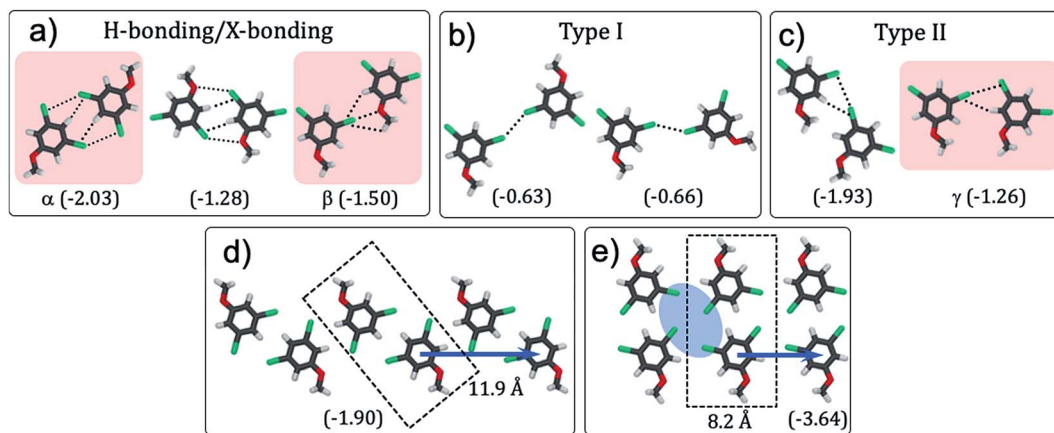 a) H-bonding/X-bonding
α (-2.03) (-1.28) β (-1.50)
b) Type I
(-0.63) (-0.66)
c) Type II
(-1.93) γ (-1.26)
d)
11.9 Å
(-1.90)
e)
8.2 Å (-3.64)